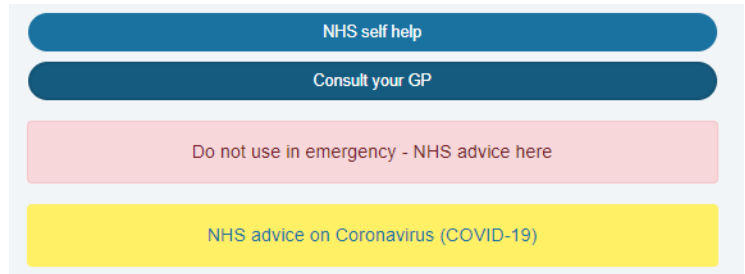 NHS self help
Consult your GP
Do not use in emergency - NHS advice here
NHS advice on Coronavirus (COVID-19)